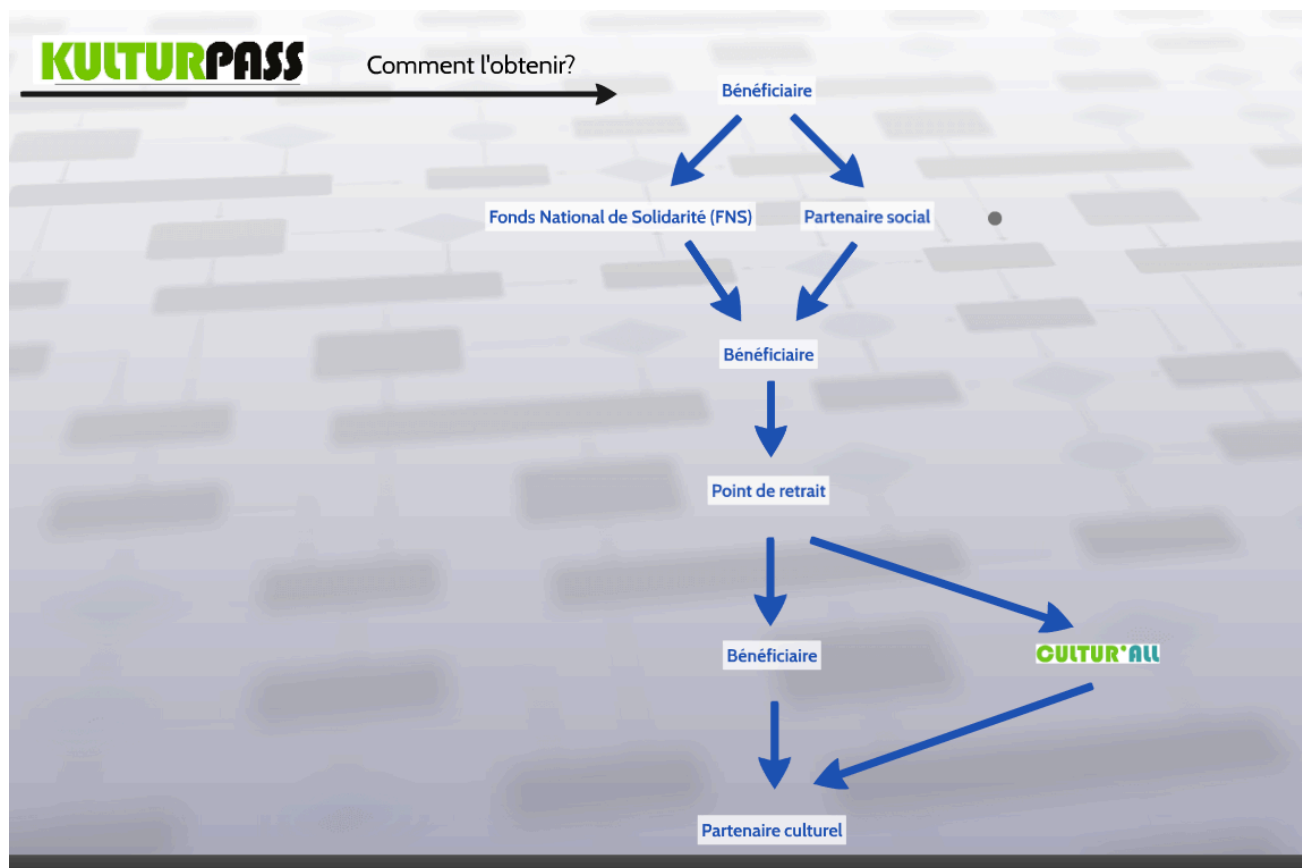 KULTURPASS
Comment l'obtenir?
Bénéficiaire
Fonds National de Solidarité (FNS)
Partenaire social
Bénéficiaire
Point de retrait
Bénéficiaire
CULTUR'ALL
Partenaire culturel